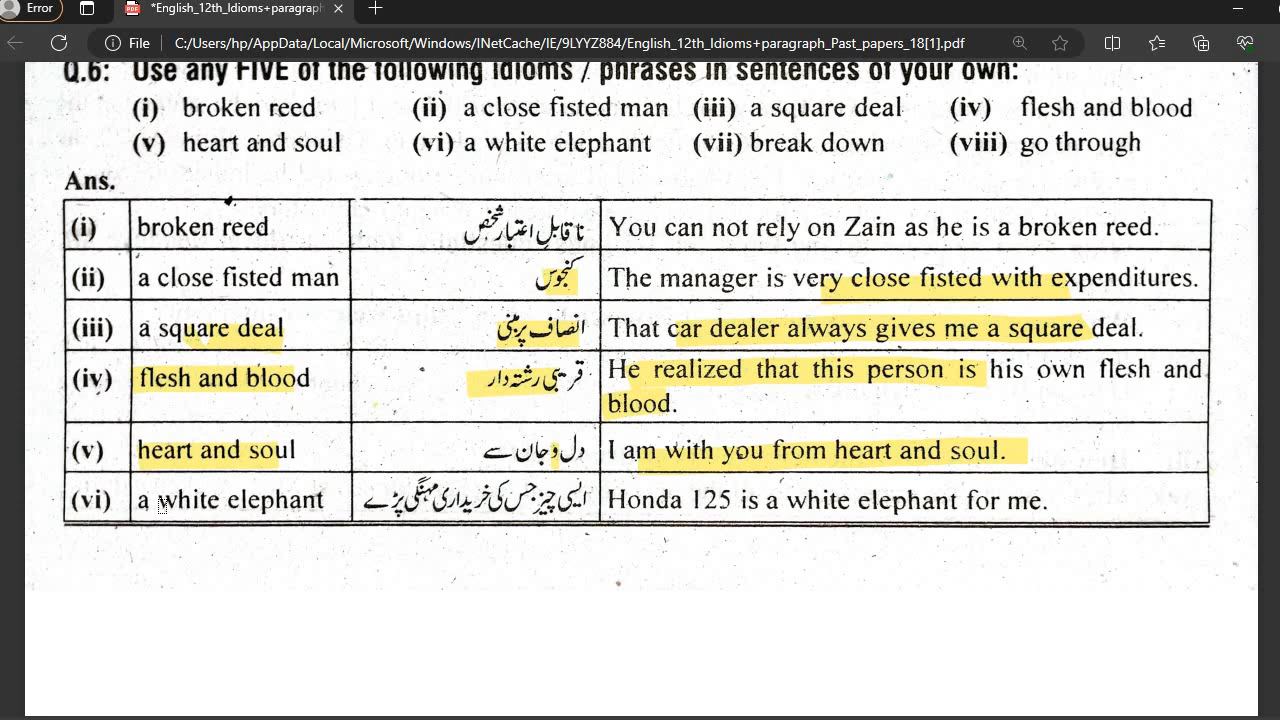 Error
*English_12th_Idioms+paragraph
File C:/Users/hp/AppData/Local/Microsoft/Windows/INetCache/IE/9LYYZ884/English_12th_Idioms+paragraph_Past_papers_18[1].pdf
Q.6: Use any FIVE of the following idioms / phrases in sentences of your own:
(i) broken reed (ii) a close fisted man (iii) a square deal (iv) flesh and blood
(v) heart and soul (vi) a white elephant (vii) break down (viii) go through
Ans.
(i) broken reed ناقابلِ اعتبار شخص You can not rely on Zain as he is a broken reed.
(ii) a close fisted man کنجوس The manager is very close fisted with expenditures.
(iii) a square deal انصاف پر مبنی That car dealer always gives me a square deal.
(iv) flesh and blood قریبی رشتہ دار He realized that this person is his own flesh and
blood.
(v) heart and soul دل و جان سے I am with you from heart and soul.
(vi) a white elephant ایسی چیز جس کی خریداری مہنگی پڑے Honda 125 is a white elephant for me.